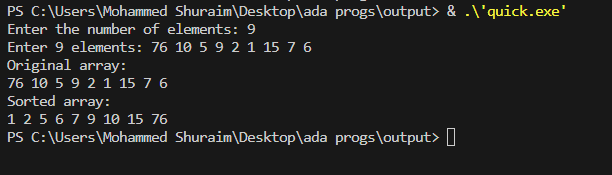 PS C:\Users\Mohammed Shuraim\Desktop\ada progs\output> & .\'quick.exe'
Enter the number of elements: 9
Enter 9 elements: 76 10 5 9 2 1 15 7 6
Original array:
76 10 5 9 2 1 15 7 6
Sorted array:
1 2 5 6 7 9 10 15 76
PS C:\Users\Mohammed Shuraim\Desktop\ada progs\output>